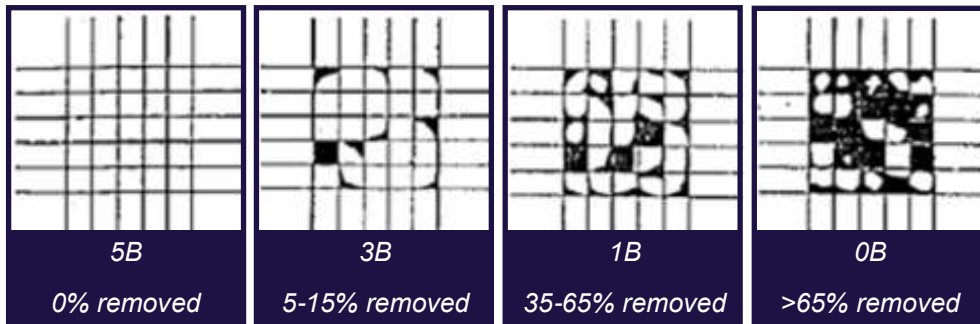 5B
0% removed
3B
5-15% removed
1B
35-65% removed
0B
>65% removed